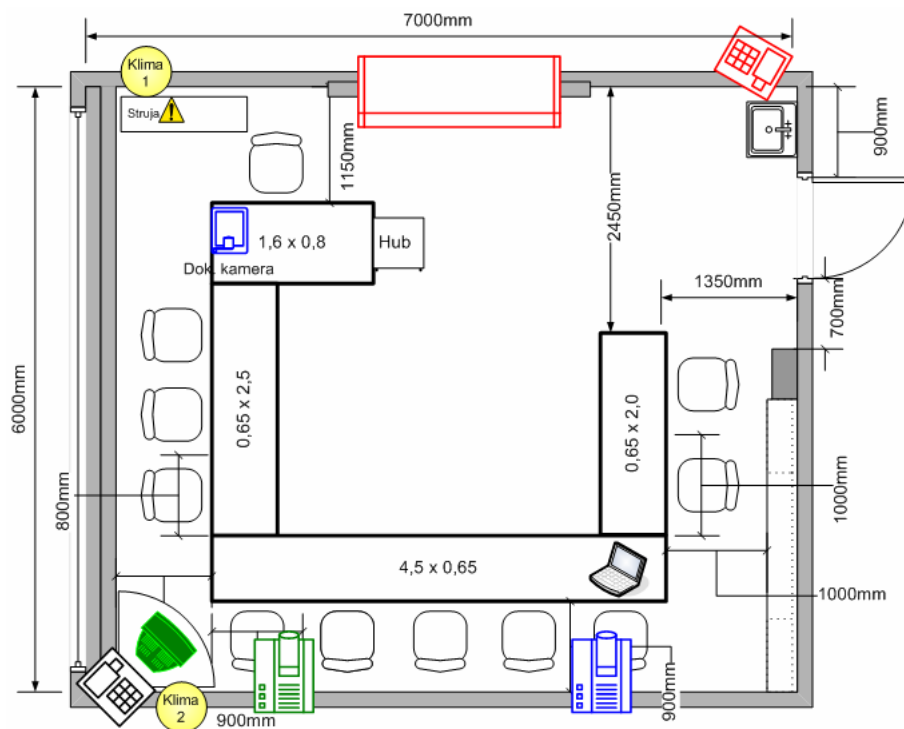 7000mm
Klima
1
Struja
900mm
1150mm
2450mm
1,6 x 0,8
Hub
Dok. kamera
1350mm
700mm
6000mm
0,65 x 2,5
0,65 x 2,0
800mm
1000mm
4,5 x 0,65
1000mm
Klima
2
900mm
900mm